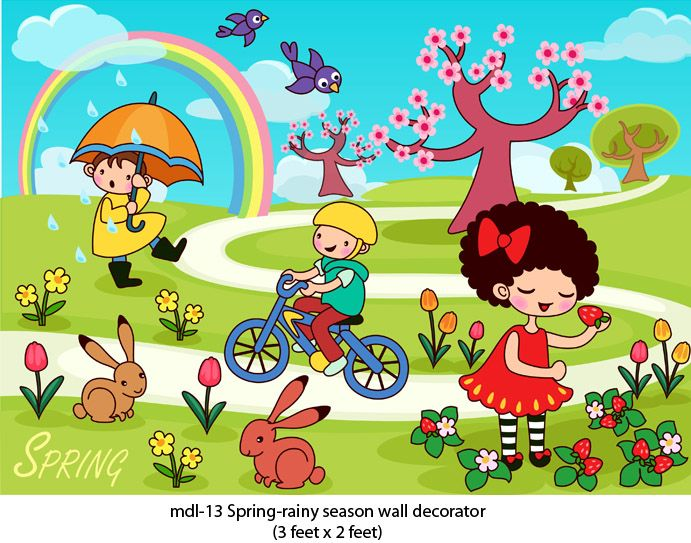 SPRING
mdl-13 Spring-rainy season wall decorator
(3 feet x 2 feet)